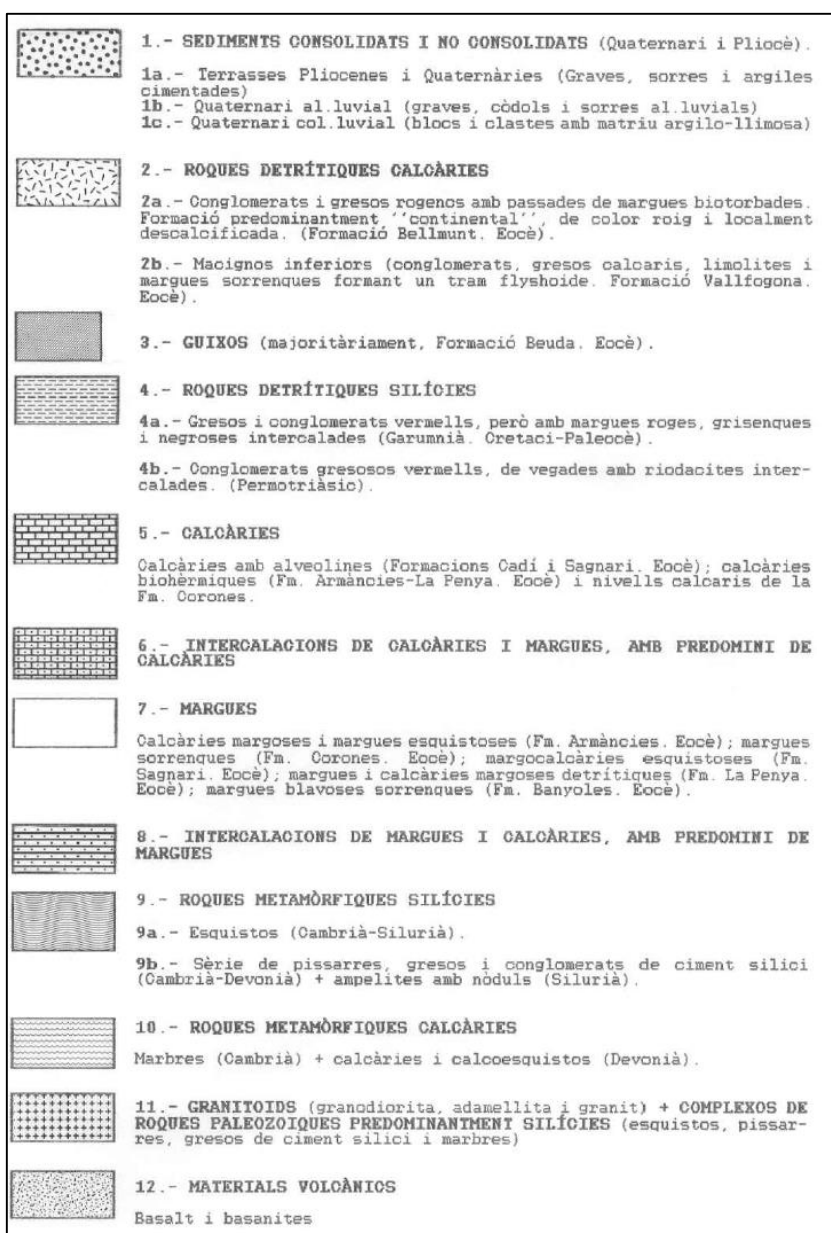 1.- SEDIMENTS CONSOLIDATS I NO CONSOLIDATS (Quaternari i Pliocè).
1a.- Terrasses Pliocenes i Quaternàries (Graves, sorres i argiles
cimentades)
1b.- Quaternari al.luvial (graves, còdols i sorres al.luvials)
1c.- Quaternari col.luvial (blocs i clastes amb matriu argilo-llimosa)
2.- ROQUES DETRÍTIQUES CALCÀRIES
2a.- Conglomerats i gresos rogencs amb passades de margues biotorbades.
Formació predominantment ''continental'', de color roig i localment
descalcificada. (Formació Bellmunt. Eocè).
2b.- Macignos inferiors (conglomerats, gresos calcaris, limolites i
margues sorrenques formant un tram flyshoide. Formació Vallfogona.
Eocè).
3.- GUIXOS (majoritàriament, Formació Beuda. Eocè).
4.- ROQUES DETRÍTIQUES SILÍCIES
4a.- Gresos i conglomerats vermells, però amb margues roges, grisenques
i negroses intercalades (Garumnià. Cretaci-Paleocè).
4b.- Conglomerats gresosos vermells, de vegades amb riodacites inter-
calades. (Permotriàsic).
5.- CALCÀRIES
Calcàries amb alveolines (Formacions Cadí i Sagnari. Eocè); calcàries
biohèrmiques (Fm. Armàncies-La Penya. Eocè) i nivells calcaris de la
Fm. Corones.
6.- INTERCALACIONS DE CALCÀRIES I MARGUES, AMB PREDOMINI DE
CALCÀRIES
7.- MARGUES
Calcàries margoses i margues esquistoses (Fm. Armàncies. Eocè); margues
sorrenques (Fm. Corones. Eocè); margocalcàries esquistoses (Fm.
Sagnari. Eocè); margues i calcàries margoses detrítiques (Fm. La Penya.
Eocè); margues blavoses sorrenques (Fm. Banyoles. Eocè).
8.- INTERCALACIONS DE MARGUES I CALCÀRIES, AMB PREDOMINI DE
MARGUES
9.- ROQUES METAMÒRFIQUES SILÍCIES
9a.- Esquistos (Cambrià-Silurià).
9b.- Sèrie de pissarres, gresos i conglomerats de ciment silici
(Cambrià-Devonià) + ampelites amb nòduls (Silurià).
10.- ROQUES METAMÒRFIQUES CALCÀRIES
Marbres (Cambrià) + calcàries i calcoesquistos (Devonià).
11.- GRANITOIDS (granodiorita, adamellita i granit) + COMPLEXOS DE
ROQUES PALEOZOIQUES PREDOMINANTMENT SILÍCIES (esquistos, pissar-
res, gresos de ciment silici i marbres)
12.- MATERIALS VOLCÀNICS
Basalt i basanites